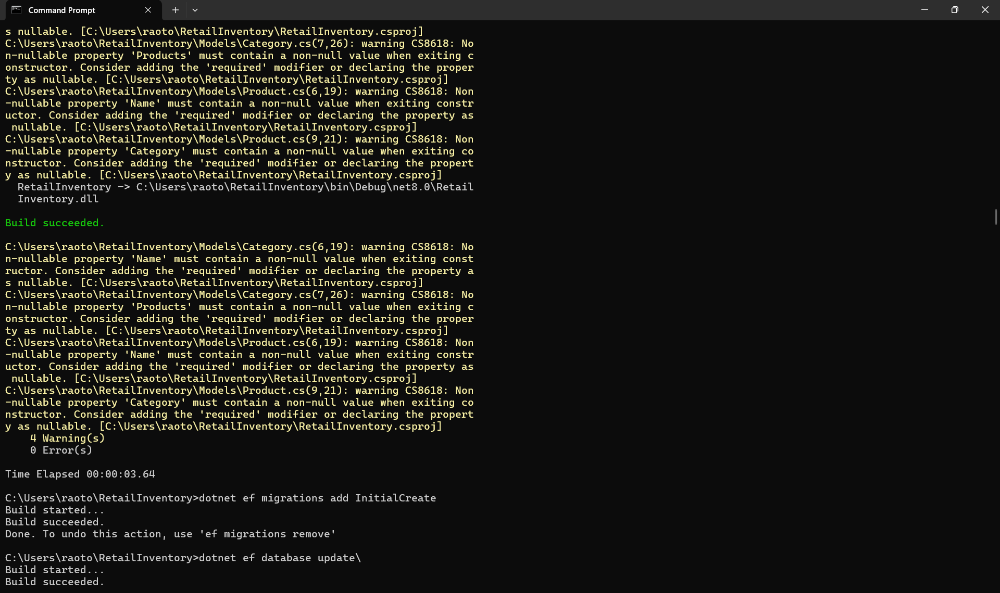 Command Prompt
s nullable. [C:\Users\raoto\RetailInventory\RetailInventory.csproj]
C:\Users\raoto\RetailInventory\Models\Category.cs(7,26): warning CS8618: No
n-nullable property 'Products' must contain a non-null value when exiting c
onstructor. Consider adding the 'required' modifier or declaring the proper
ty as nullable. [C:\Users\raoto\RetailInventory\RetailInventory.csproj]
C:\Users\raoto\RetailInventory\Models\Product.cs(6,19): warning CS8618: Non
-nullable property 'Name' must contain a non-null value when exiting constr
uctor. Consider adding the 'required' modifier or declaring the property as
 nullable. [C:\Users\raoto\RetailInventory\RetailInventory.csproj]
C:\Users\raoto\RetailInventory\Models\Product.cs(9,21): warning CS8618: Non
-nullable property 'Category' must contain a non-null value when exiting co
nstructor. Consider adding the 'required' modifier or declaring the propert
y as nullable. [C:\Users\raoto\RetailInventory\RetailInventory.csproj]
  RetailInventory -> C:\Users\raoto\RetailInventory\bin\Debug\net8.0\Retail
  Inventory.dll
Build succeeded.
C:\Users\raoto\RetailInventory\Models\Category.cs(6,19): warning CS8618: No
n-nullable property 'Name' must contain a non-null value when exiting const
ructor. Consider adding the 'required' modifier or declaring the property a
s nullable. [C:\Users\raoto\RetailInventory\RetailInventory.csproj]
C:\Users\raoto\RetailInventory\Models\Category.cs(7,26): warning CS8618: No
n-nullable property 'Products' must contain a non-null value when exiting c
onstructor. Consider adding the 'required' modifier or declaring the proper
ty as nullable. [C:\Users\raoto\RetailInventory\RetailInventory.csproj]
C:\Users\raoto\RetailInventory\Models\Product.cs(6,19): warning CS8618: Non
-nullable property 'Name' must contain a non-null value when exiting constr
uctor. Consider adding the 'required' modifier or declaring the property as
 nullable. [C:\Users\raoto\RetailInventory\RetailInventory.csproj]
C:\Users\raoto\RetailInventory\Models\Product.cs(9,21): warning CS8618: Non
-nullable property 'Category' must contain a non-null value when exiting co
nstructor. Consider adding the 'required' modifier or declaring the propert
y as nullable. [C:\Users\raoto\RetailInventory\RetailInventory.csproj]
    4 Warning(s)
    0 Error(s)
Time Elapsed 00:00:03.64
C:\Users\raoto\RetailInventory>dotnet ef migrations add InitialCreate
Build started...
Build succeeded.
Done. To undo this action, use 'ef migrations remove'
C:\Users\raoto\RetailInventory>dotnet ef database update\
Build started...
Build succeeded.